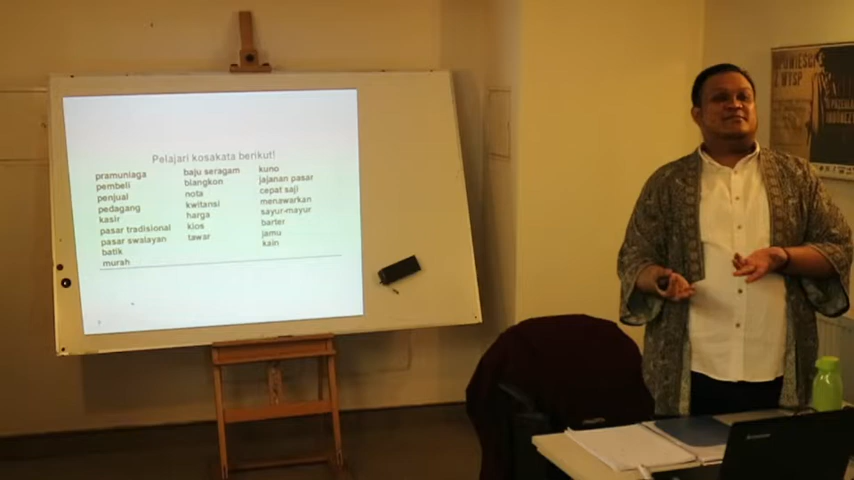 Pelajari kosakata berikut!
pramuniaga
pembeli
penjual
pedagang
kasir
pasar tradisional
pasar swalayan
batik
murah
baju seragam
blangkon
nota
kwitansi
harga
kios
tawar
kuno
jajanan pasar
cepat saji
menawarkan
sayur-mayur
barter
jamu
kain